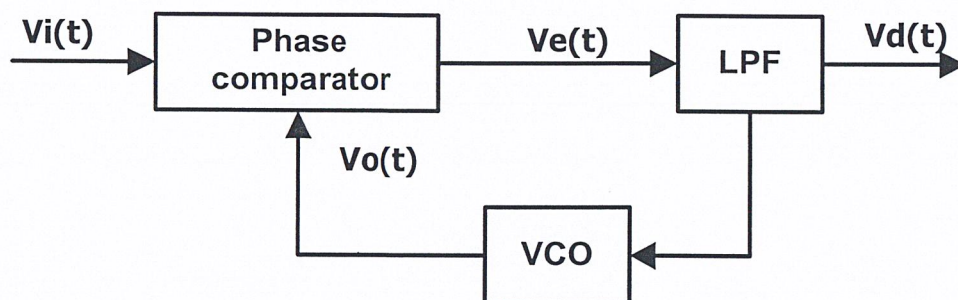 Vi(t)
Phase
comparator
Ve(t)
LPF
Vd(t)
Vo(t)
VCO